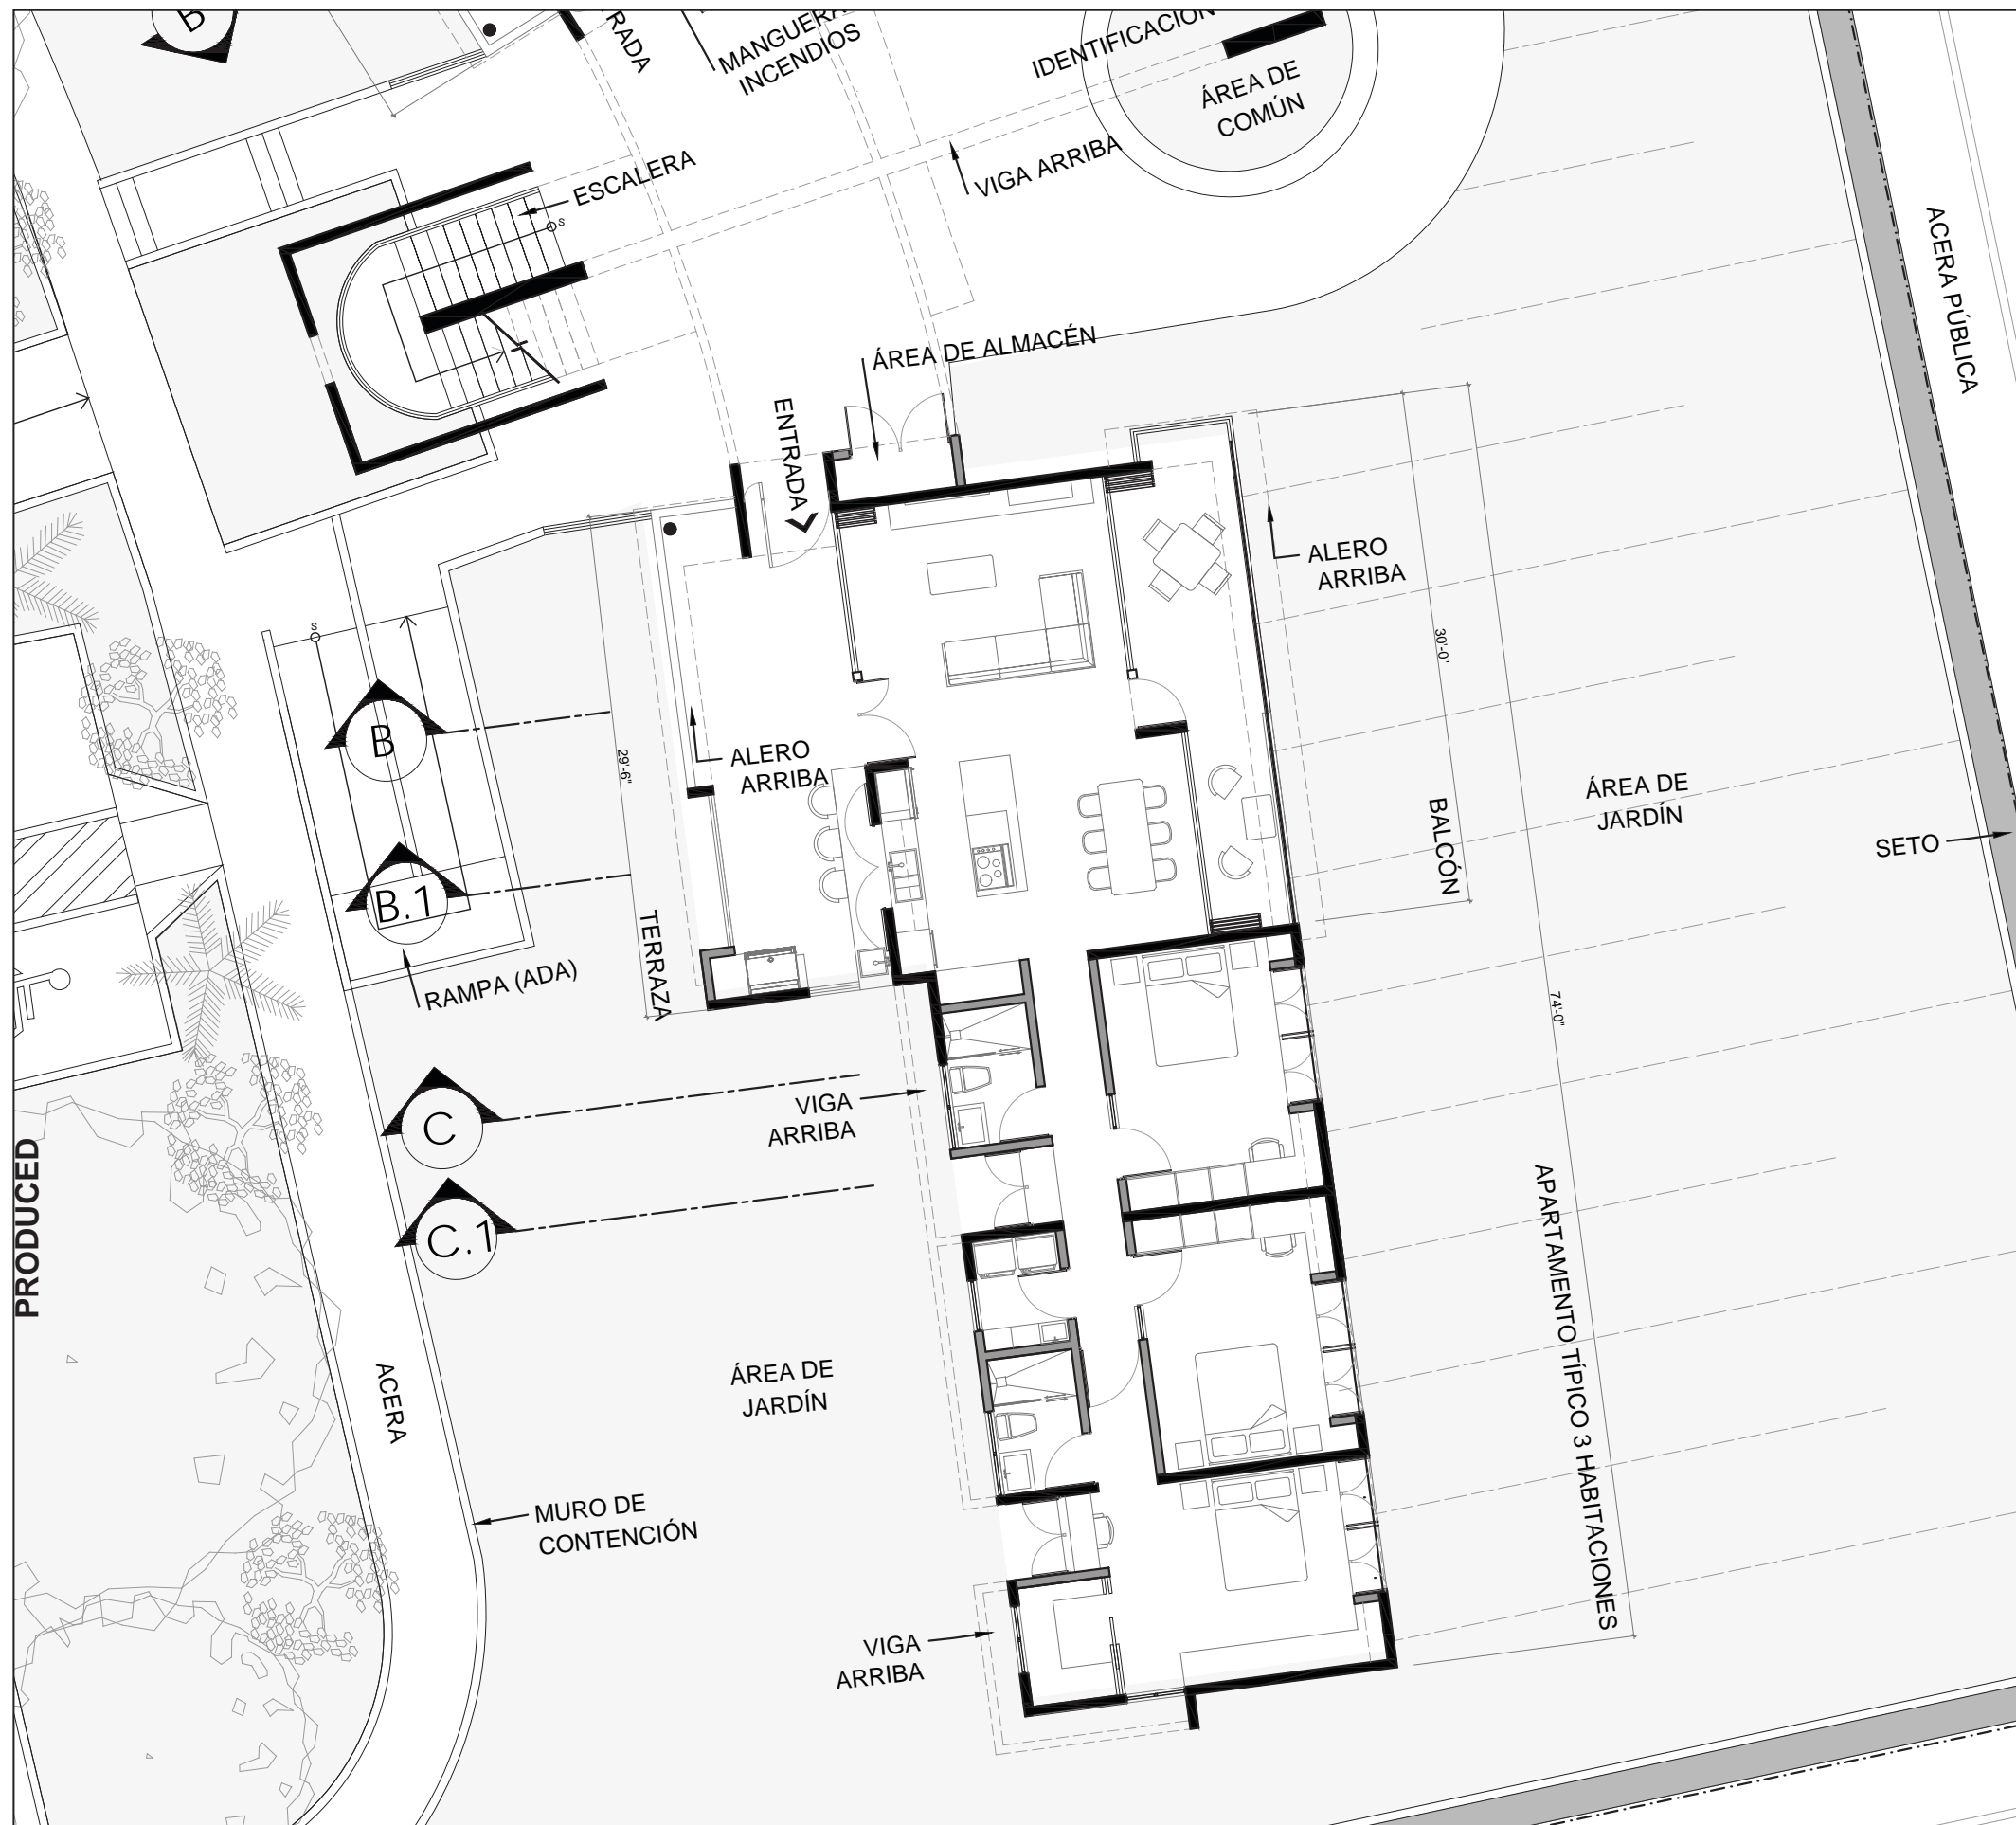 B
RADA
MANGUERA
INCENDIOS
IDENTIFICACIÓN
ÁREA DE
COMÚN
VIGA ARRIBA
ESCALERA
S
ACERA PÚBLICA
ÁREA DE ALMACÉN
ENTRADA
ALERO
ARRIBA
30'-0"
S
B
ALERO
ARRIBA
29'-6"
ÁREA DE
JARDÍN
BALCÓN
SETO
B.1
TERRAZA
RAMPA (ADA)
74'-0"
C
VIGA
ARRIBA
PRODUCED
C.1
APARTAMENTO TÍPICO 3 HABITACIONES
ACERA
ÁREA DE
JARDÍN
MURO DE
CONTENCIÓN
VIGA
ARRIBA